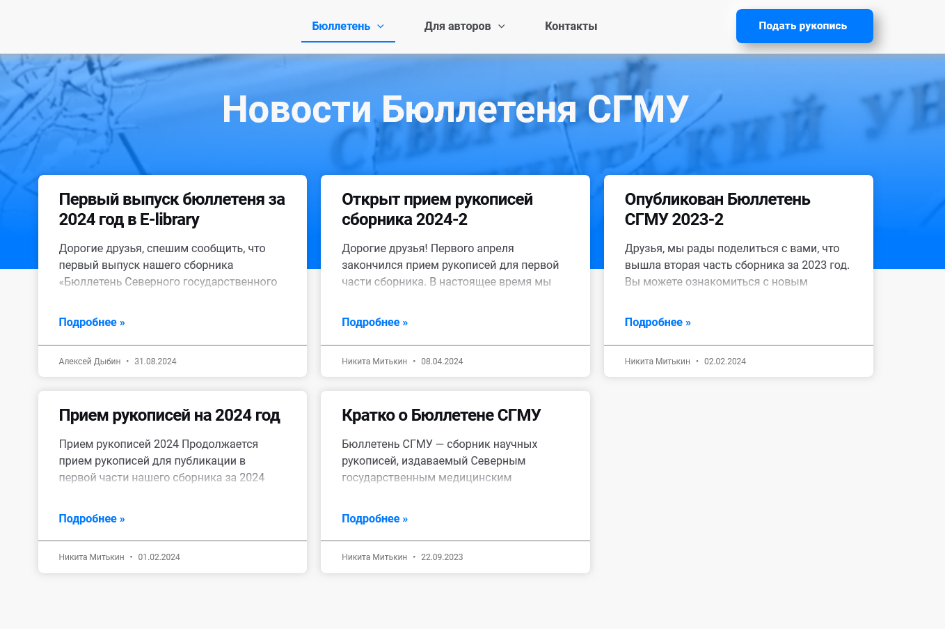 Бюллетень
Для авторов
Контакты
Подать рукопись
Новости Бюллетеня СГМУ
Первый выпуск бюллетеня за
2024 год в E-library
Дорогие друзья, спешим сообщить, что
первый выпуск нашего сборника
«Бюллетень Северного государственного
Подробнее »
Алексей Дыбин • 31.08.2024
Открыт прием рукописей
сборника 2024-2
Дорогие друзья! Первого апреля
закончился прием рукописей для первой
части сборника. В настоящее время мы
Подробнее »
Никита Митькин • 08.04.2024
Опубликован Бюллетень
СГМУ 2023-2
Друзья, мы рады поделиться с вами, что
вышла вторая часть сборника за 2023 год.
Вы можете ознакомиться с новым
Подробнее »
Никита Митькин • 02.02.2024
Прием рукописей на 2024 год
Прием рукописей 2024 Продолжается
прием рукописей для публикации в
первой части нашего сборника за 2024
Подробнее »
Никита Митькин • 01.02.2024
Кратко о Бюллетене СГМУ
Бюллетень СГМУ — сборник научных
рукописей, издаваемый Северным
государственным медицинским
Подробнее »
Никита Митькин • 22.09.2023